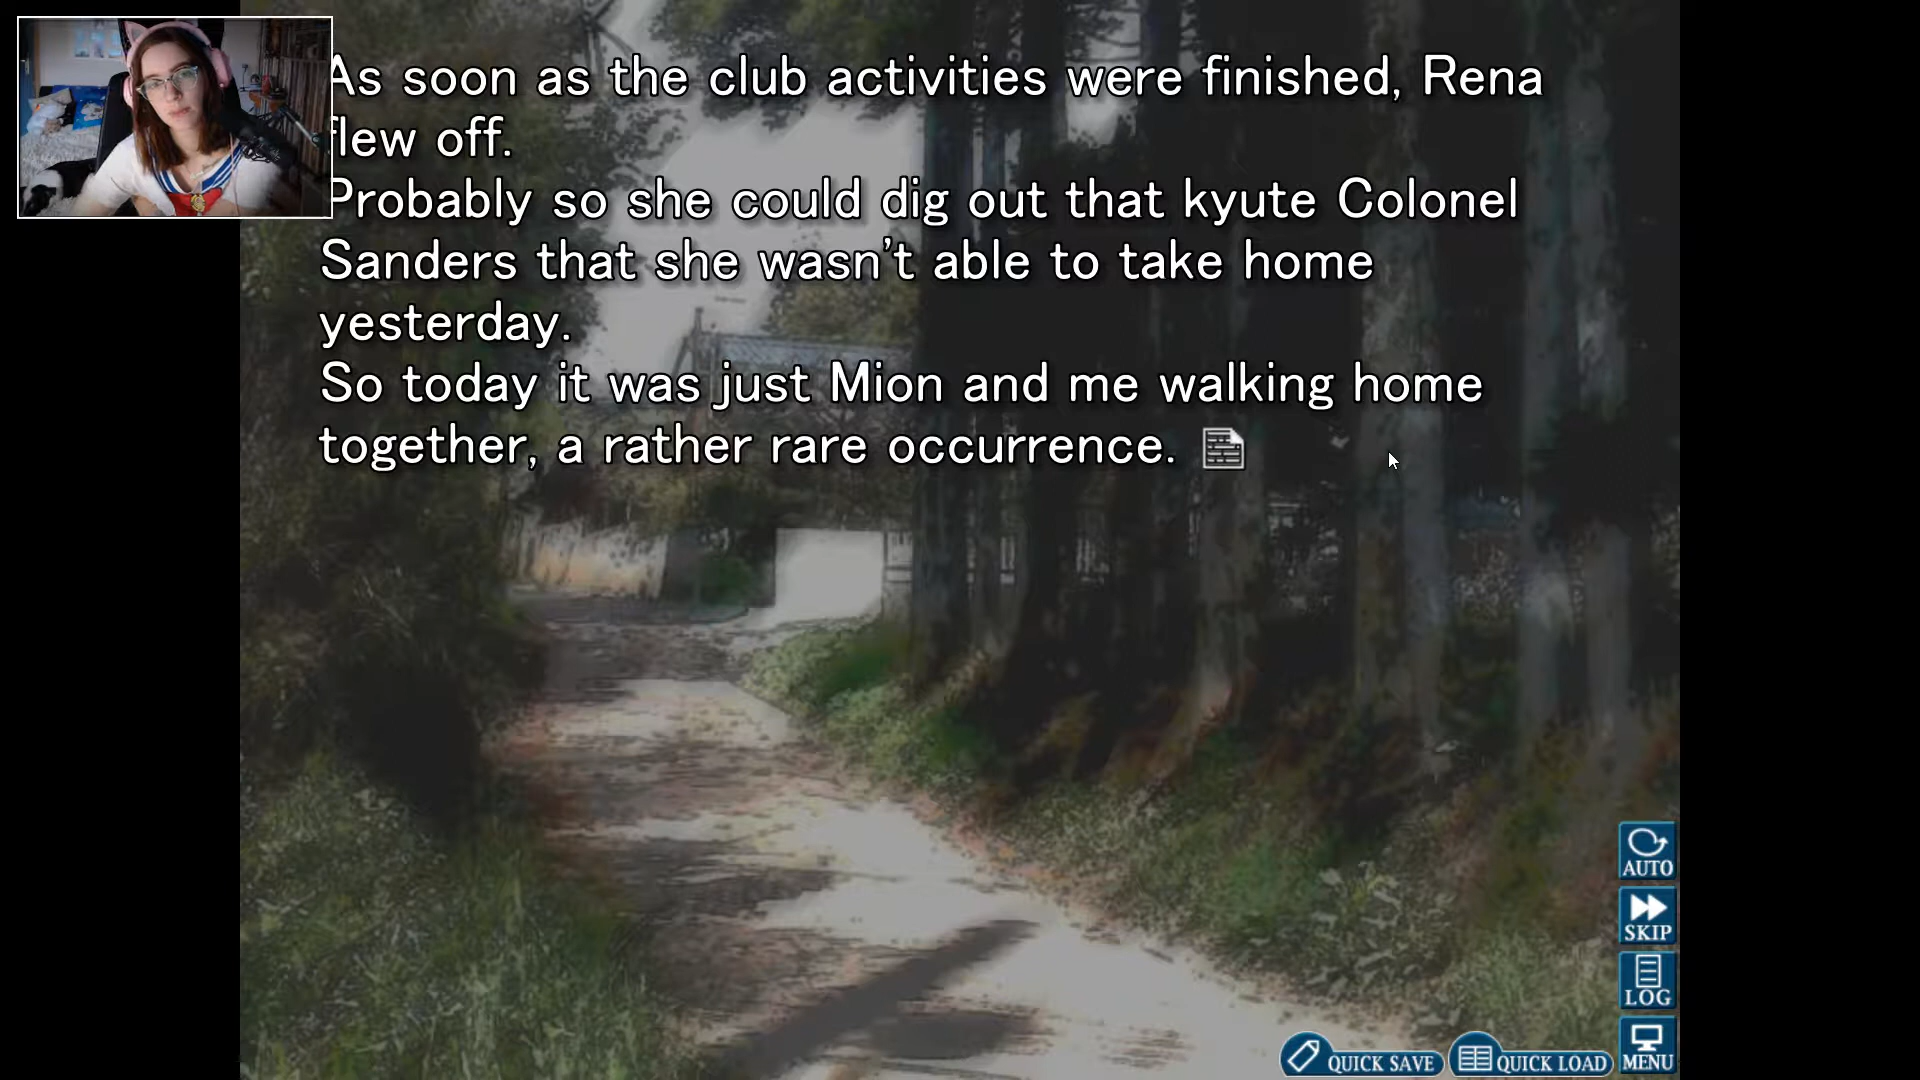 As soon as the club activities were finished, Rena
flew off.
Probably so she could dig out that kyute Colonel
Sanders that she wasn't able to take home
yesterday.
So today it was just Mion and me walking home
together, a rather rare occurrence.
AUTO
SKIP
LOG
MENU
QUICK SAVE
QUICK LOAD